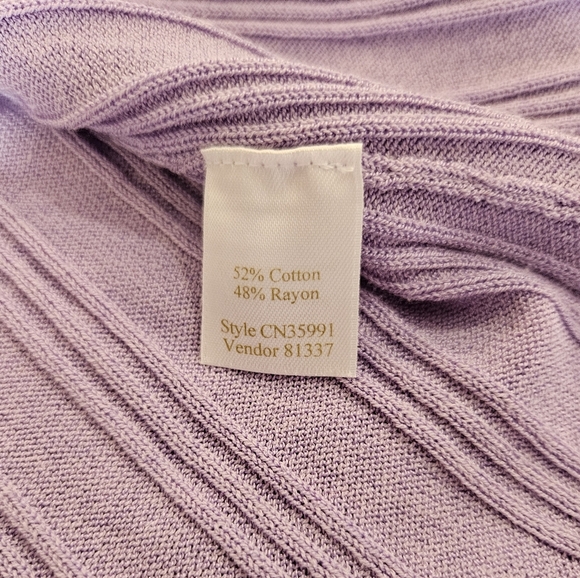 52% Cotton
48% Rayon
Style CN35991
Vendor 81337